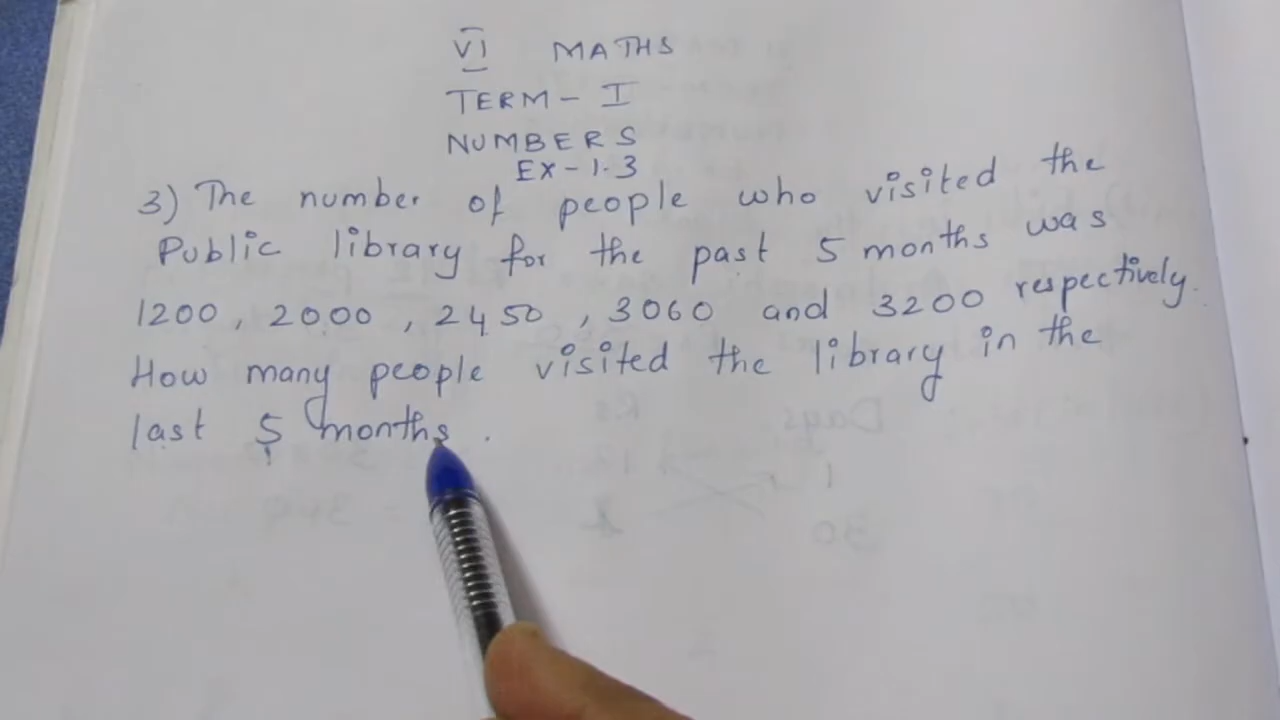 VI MATHS
TERM - I
NUMBERS
EX - 1.3
3) The number of people who visited the
Public library for the past 5 months was
1200, 2000, 2450, 3060 and 3200 respectively.
How many people visited the library in the
last 5 months.